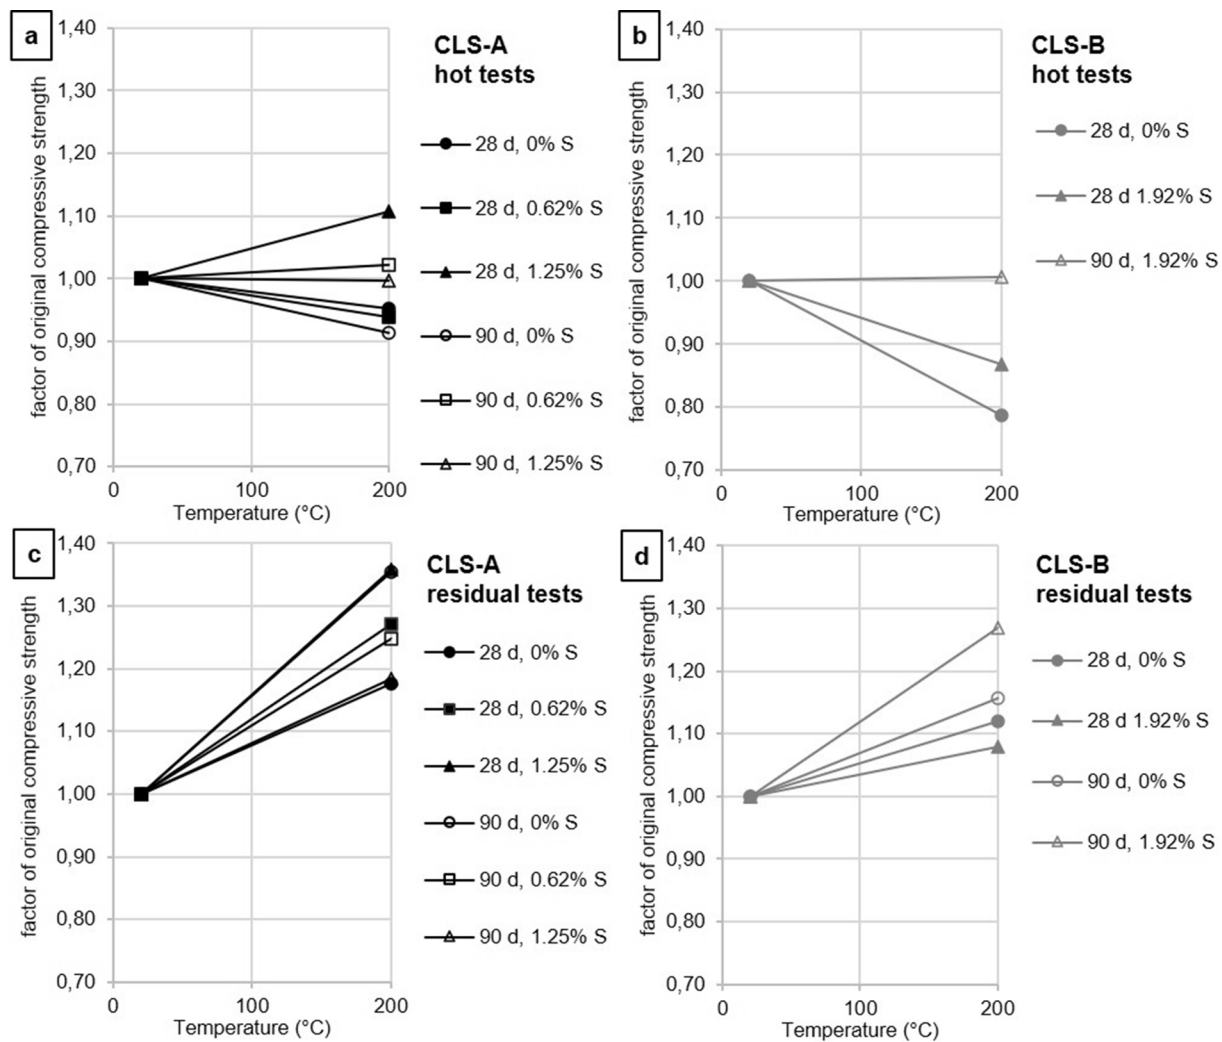 a
1,40
1,30
1,20
1,10
1,00
0,90
0,80
0,70
0
100
200
Temperature (°C)
factor of original compressive strength
CLS-A
hot tests
28 d, 0% S
28 d, 0.62% S
28 d, 1.25% S
90 d, 0% S
90 d, 0.62% S
90 d, 1.25% S
b
1,40
1,30
1,20
1,10
1,00
0,90
0,80
0,70
0
100
200
Temperature (°C)
factor of original compressive strength
CLS-B
hot tests
28 d, 0% S
28 d 1.92% S
90 d, 1.92% S
c
1,40
1,30
1,20
1,10
1,00
0,90
0,80
0,70
0
100
200
Temperature (°C)
factor of original compressive strength
CLS-A
residual tests
28 d, 0% S
28 d, 0.62% S
28 d, 1.25% S
90 d, 0% S
90 d, 0.62% S
90 d, 1.25% S
d
1,40
1,30
1,20
1,10
1,00
0,90
0,80
0,70
0
100
200
Temperature (°C)
factor of original compressive strength
CLS-B
residual tests
28 d, 0% S
28 d 1.92% S
90 d, 0% S
90 d, 1.92% S